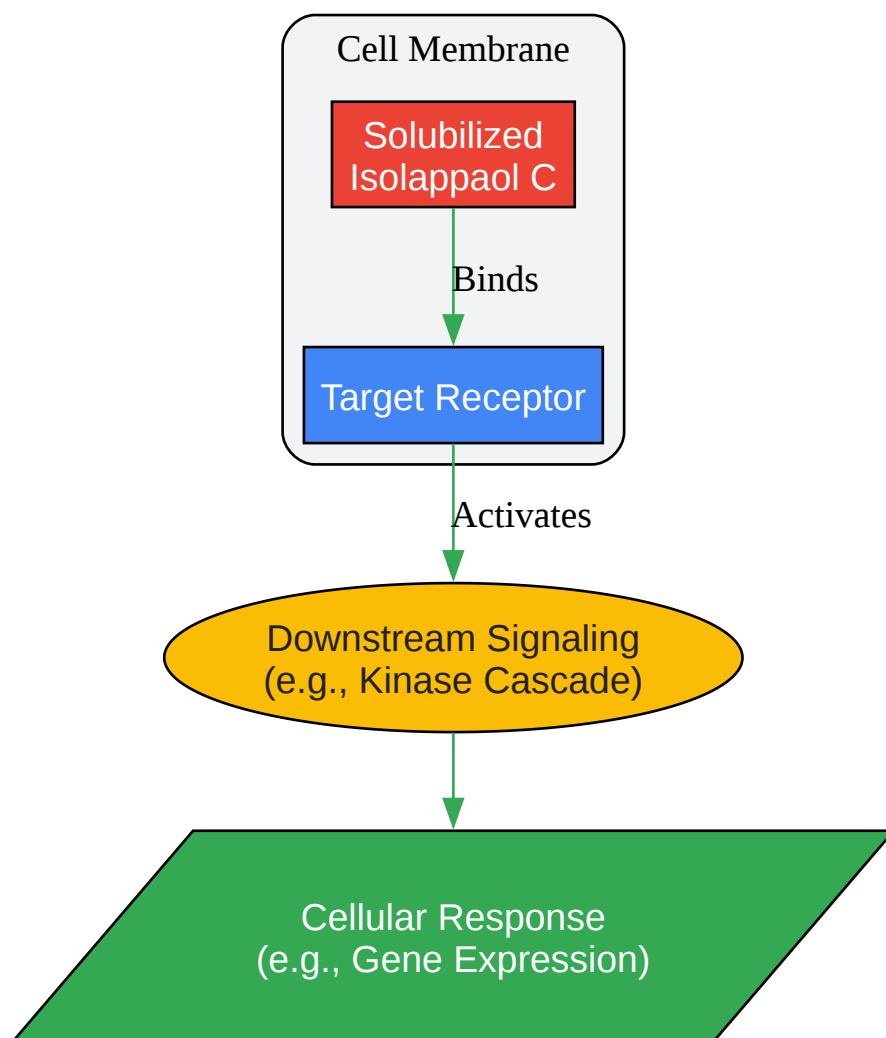 Cell Membrane
Solubilized
Isolappaol C
Binds
Target Receptor
Activates
Downstream Signaling
(e.g., Kinase Cascade)
Cellular Response
(e.g., Gene Expression)